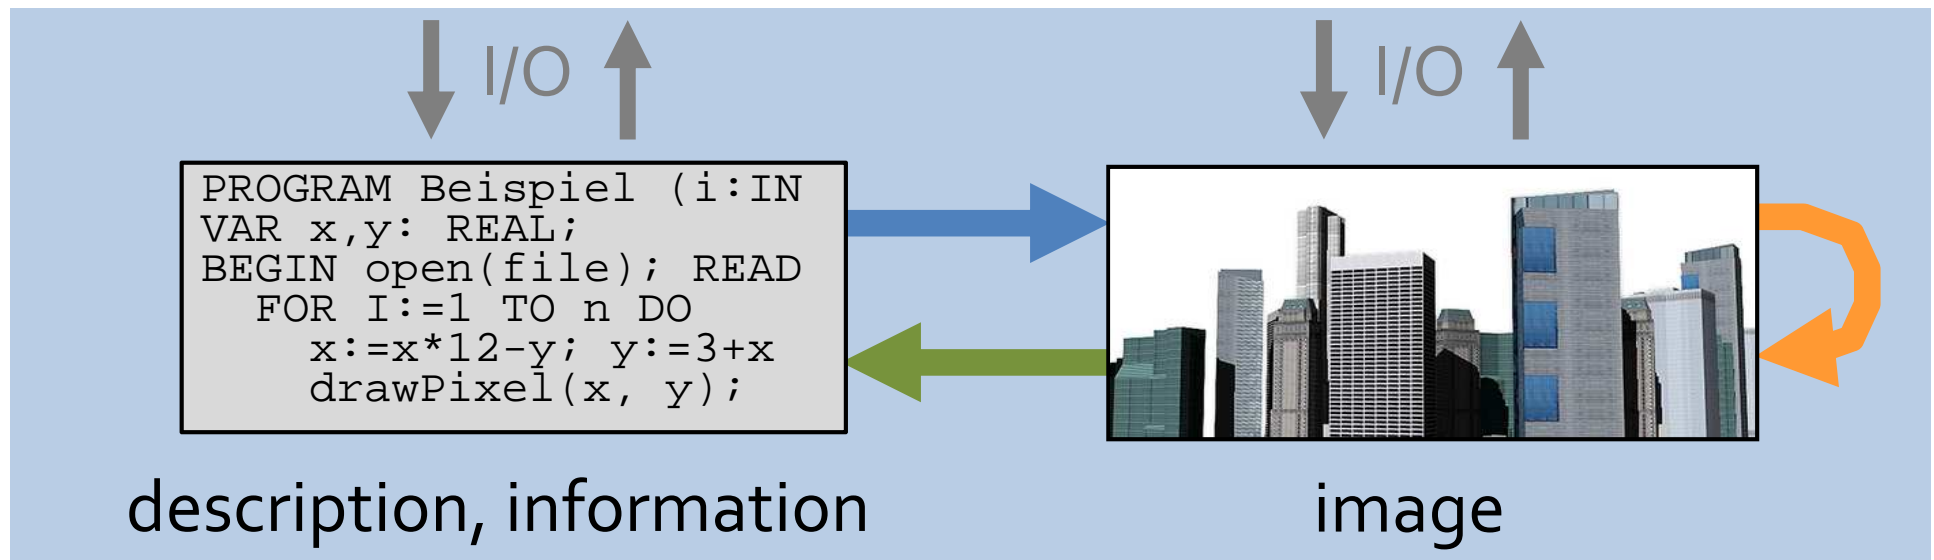 I/O
I/O
PROGRAM Beispiel (i:IN
VAR x,y: REAL;
BEGIN open(file); READ
FOR I:=1 TO n DO
x:=x*12-y; y:=3+x
drawPixel(x, y);
description, information
image